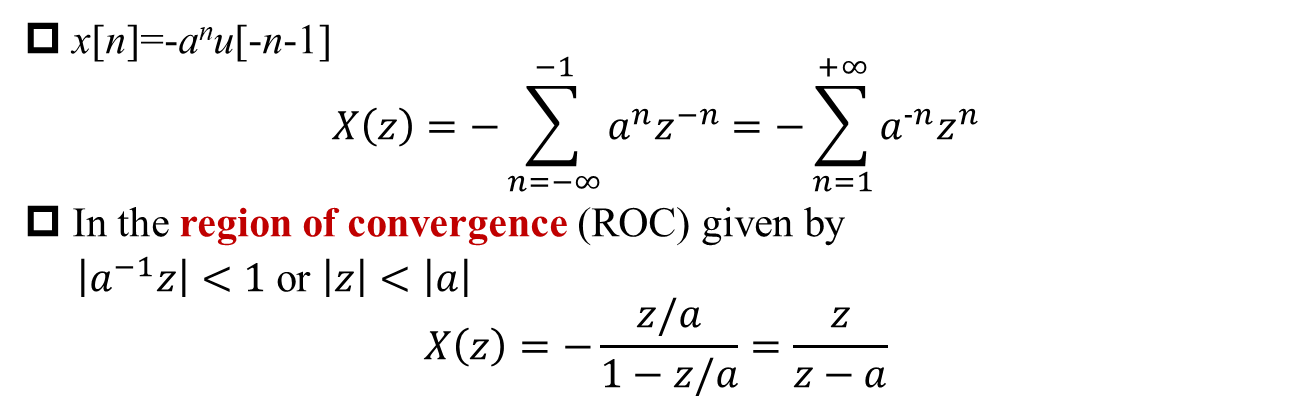 □ x[n]=-aⁿu[-n-1]
X(z) = − ∑_{n=−∞}^{−1} aⁿz⁻ⁿ = − ∑_{n=1}^{+∞} a⁻ⁿzⁿ
□ In the region of convergence (ROC) given by
|a⁻¹z| < 1 or |z| < |a|
X(z) = − (z/a)/(1 − z/a) = z/(z − a)